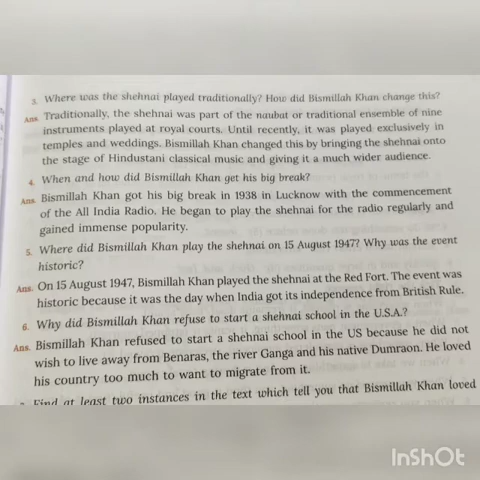 3. Where was the shehnai played traditionally? How did Bismillah Khan change this?
Ans. Traditionally, the shehnai was part of the naubat or traditional ensemble of nine
instruments played at royal courts. Until recently, it was played exclusively in
temples and weddings. Bismillah Khan changed this by bringing the shehnai onto
the stage of Hindustani classical music and giving it a much wider audience.
4. When and how did Bismillah Khan get his big break?
Ans. Bismillah Khan got his big break in 1938 in Lucknow with the commencement
of the All India Radio. He began to play the shehnai for the radio regularly and
gained immense popularity.
5. Where did Bismillah Khan play the shehnai on 15 August 1947? Why was the event
historic?
Ans. On 15 August 1947, Bismillah Khan played the shehnai at the Red Fort. The event was
historic because it was the day when India got its independence from British Rule.
6. Why did Bismillah Khan refuse to start a shehnai school in the U.S.A.?
Ans. Bismillah Khan refused to start a shehnai school in the US because he did not
wish to live away from Benaras, the river Ganga and his native Dumraon. He loved
his country too much to want to migrate from it.
Find at least two instances in the text which tell you that Bismillah Khan loved
InShOt